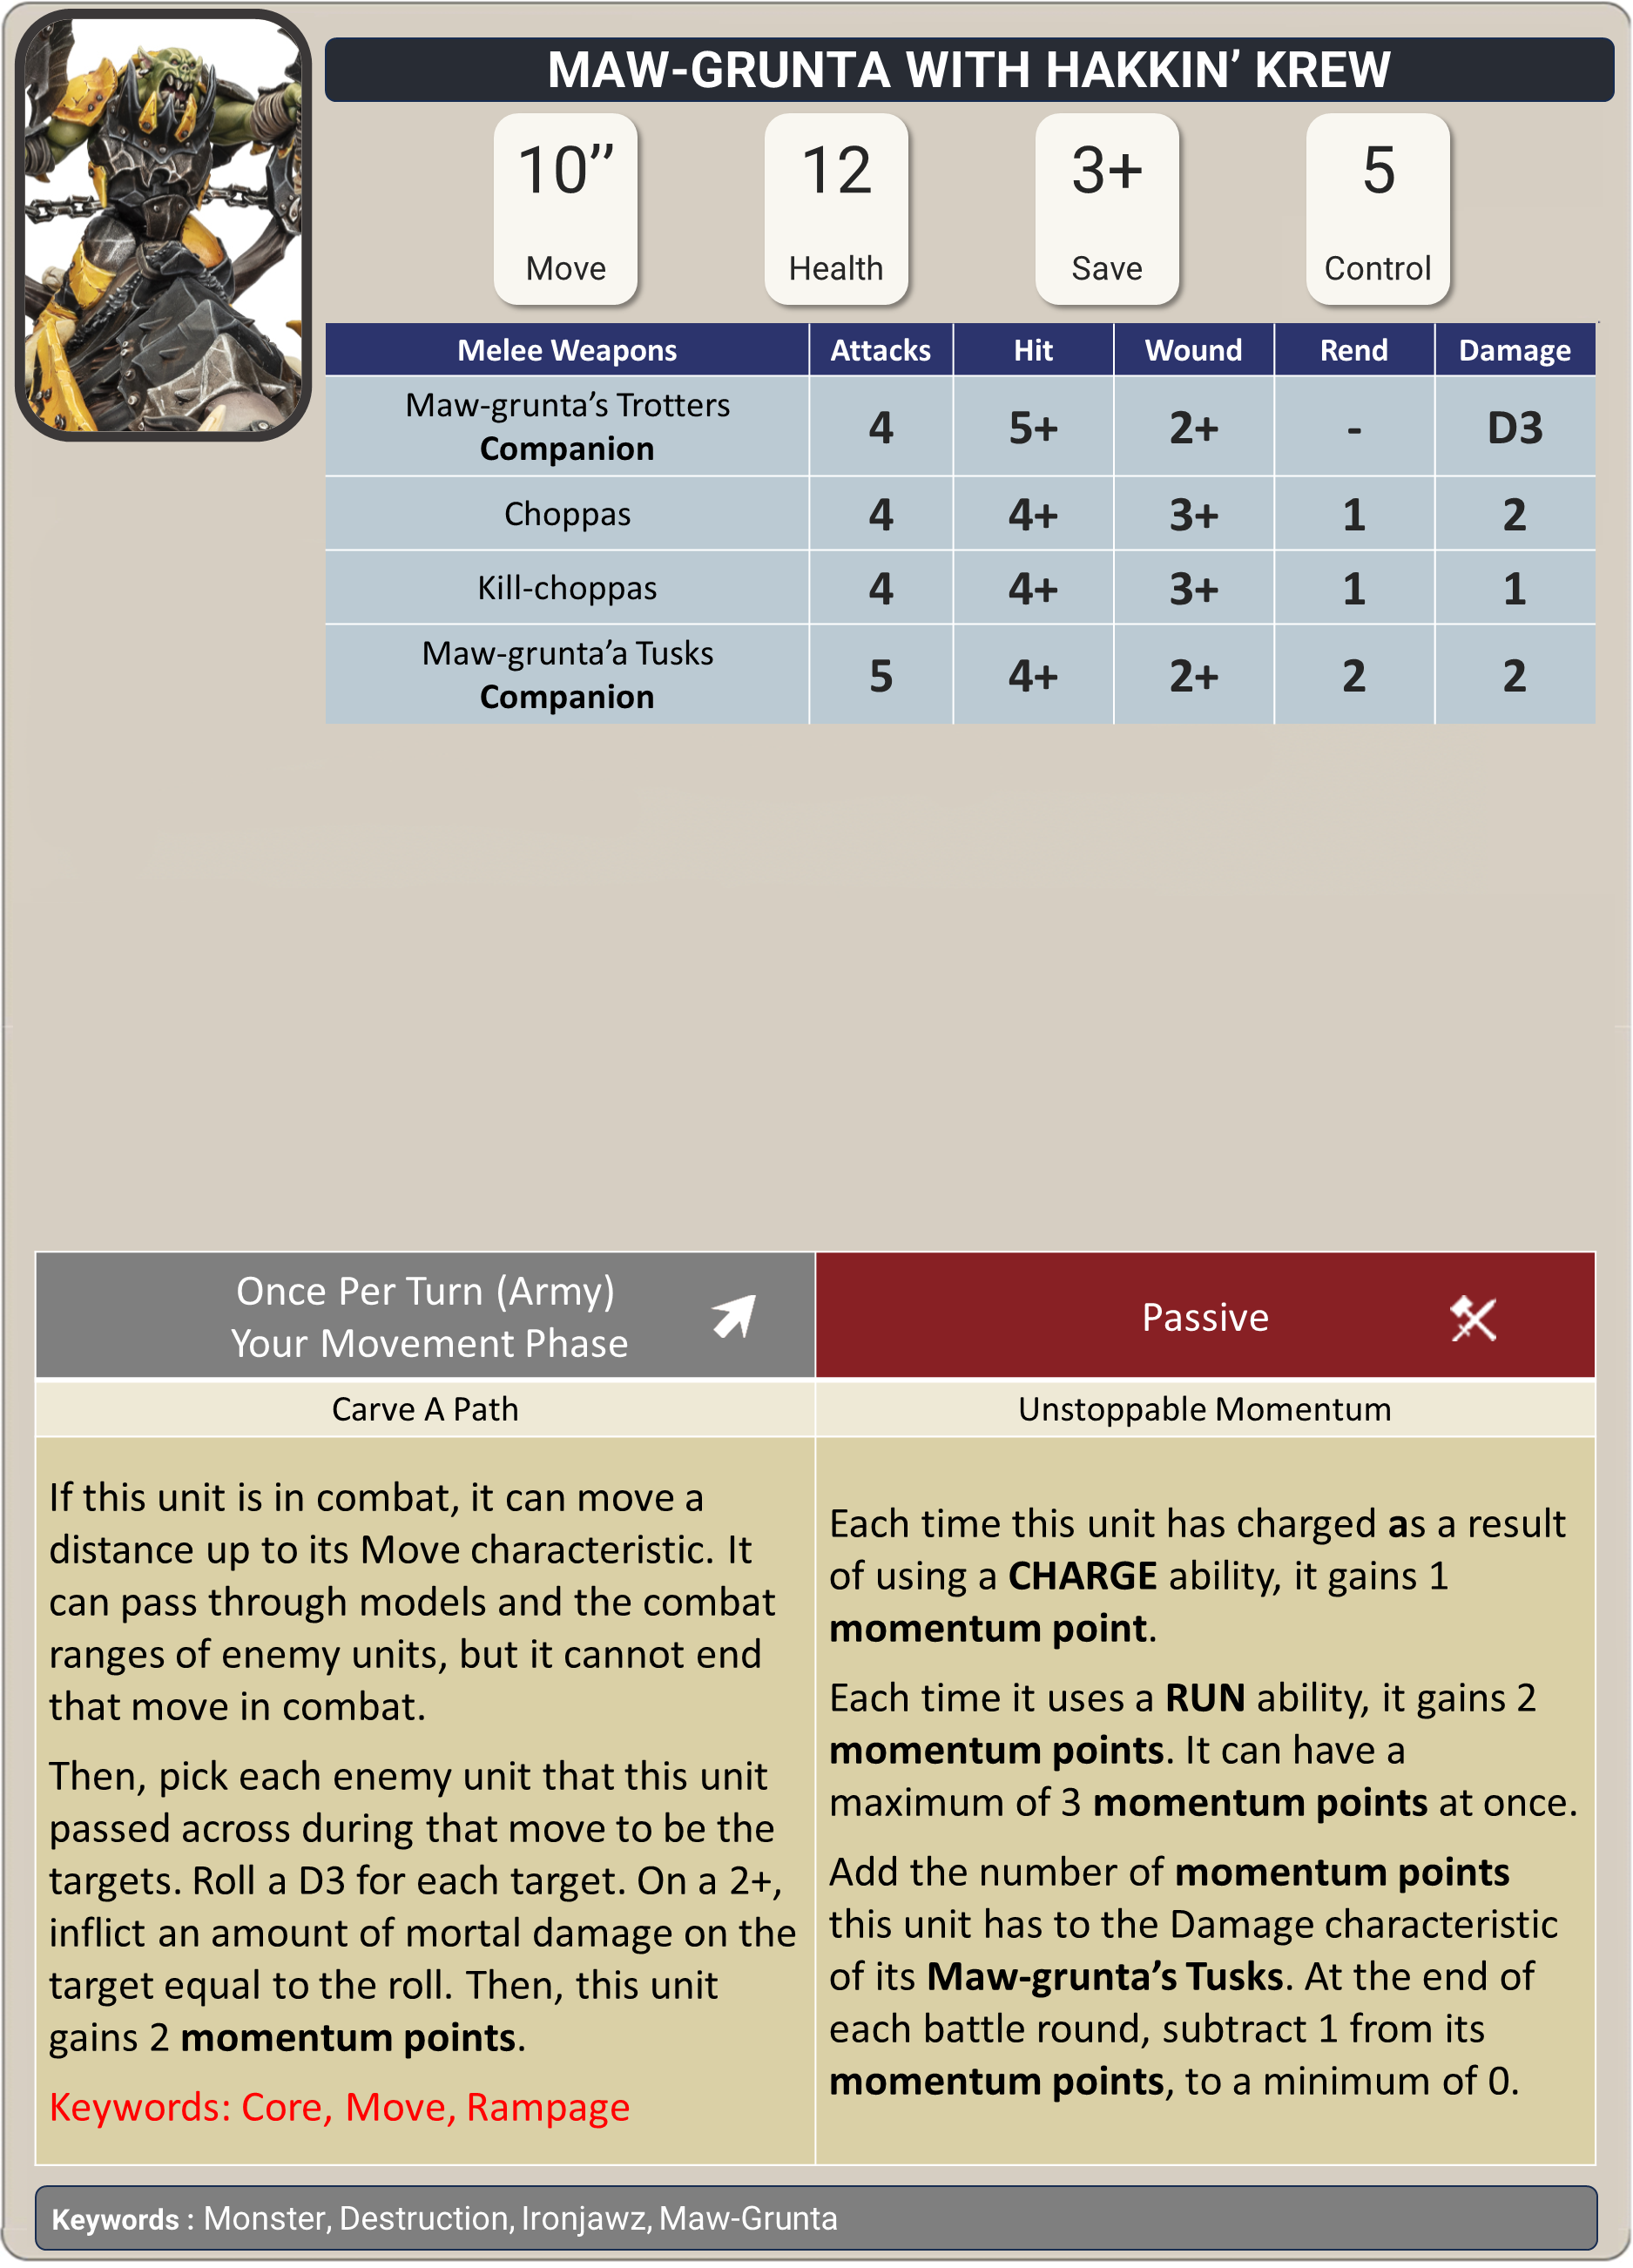 MAW-GRUNTA WITH HAKKIN’ KREW
10” 12 3+ 5
Move Health Save Control
Melee Weapons Attacks Hit Wound Rend Damage
Maw-grunta’s Trotters
Companion 4 5+ 2+ - D3
Choppas 4 4+ 3+ 1 2
Kill-choppas 4 4+ 3+ 1 1
Maw-grunta’a Tusks
Companion 5 4+ 2+ 2 2
Once Per Turn (Army)
Your Movement Phase
Carve A Path
If this unit is in combat, it can move a
distance up to its Move characteristic. It
can pass through models and the combat
ranges of enemy units, but it cannot end
that move in combat.
Then, pick each enemy unit that this unit
passed across during that move to be the
targets. Roll a D3 for each target. On a 2+,
inflict an amount of mortal damage on the
target equal to the roll. Then, this unit
gains 2 momentum points.
Keywords: Core, Move, Rampage
Passive
Unstoppable Momentum
Each time this unit has charged as a result
of using a CHARGE ability, it gains 1
momentum point.
Each time it uses a RUN ability, it gains 2
momentum points. It can have a
maximum of 3 momentum points at once.
Add the number of momentum points
this unit has to the Damage characteristic
of its Maw-grunta’s Tusks. At the end of
each battle round, subtract 1 from its
momentum points, to a minimum of 0.
Keywords : Monster, Destruction, Ironjawz, Maw-Grunta